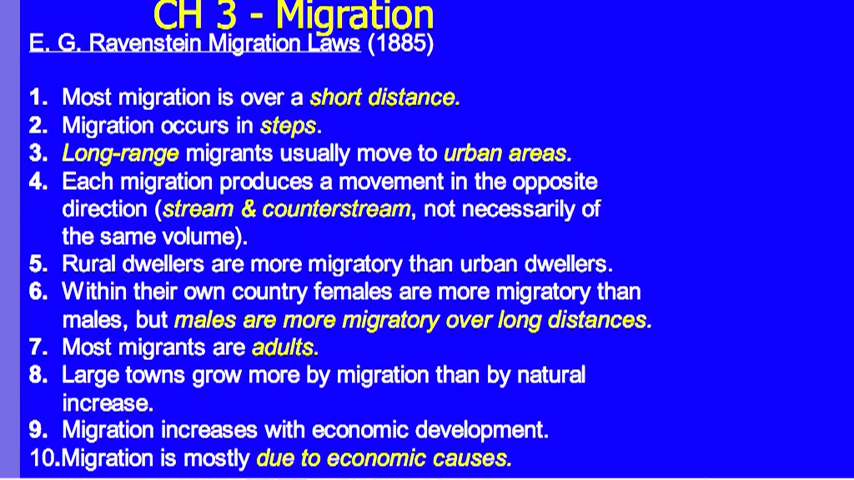 CH 3 - Migration
E. G. Ravenstein Migration Laws (1885)
1. Most migration is over a short distance.
2. Migration occurs in steps.
3. Long-range migrants usually move to urban areas.
4. Each migration produces a movement in the opposite
direction (stream & counterstream, not necessarily of
the same volume).
5. Rural dwellers are more migratory than urban dwellers.
6. Within their own country females are more migratory than
males, but males are more migratory over long distances.
7. Most migrants are adults.
8. Large towns grow more by migration than by natural
increase.
9. Migration increases with economic development.
10.Migration is mostly due to economic causes.